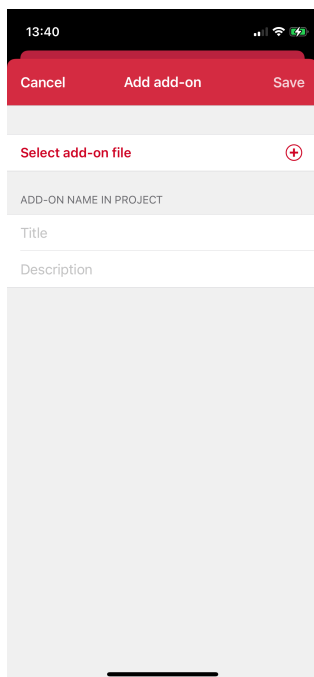 13:40
Cancel Add add-on Save
Select add-on file
ADD-ON NAME IN PROJECT
Title
Description